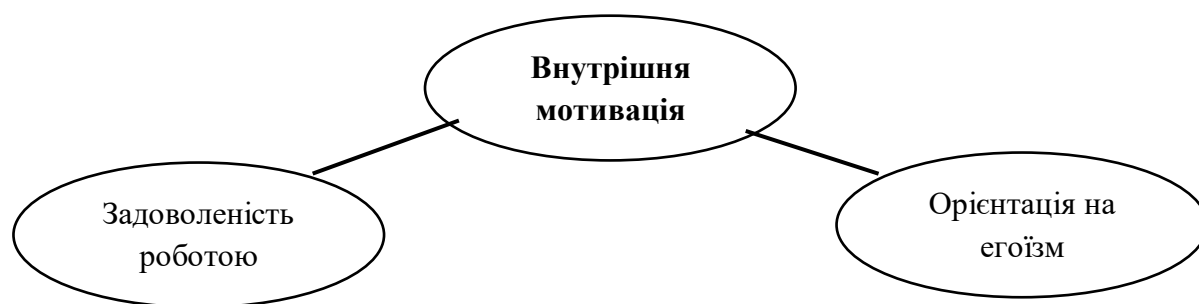 Внутрішня
мотивація
Задоволеність
роботою
Орієнтація на
егоїзм